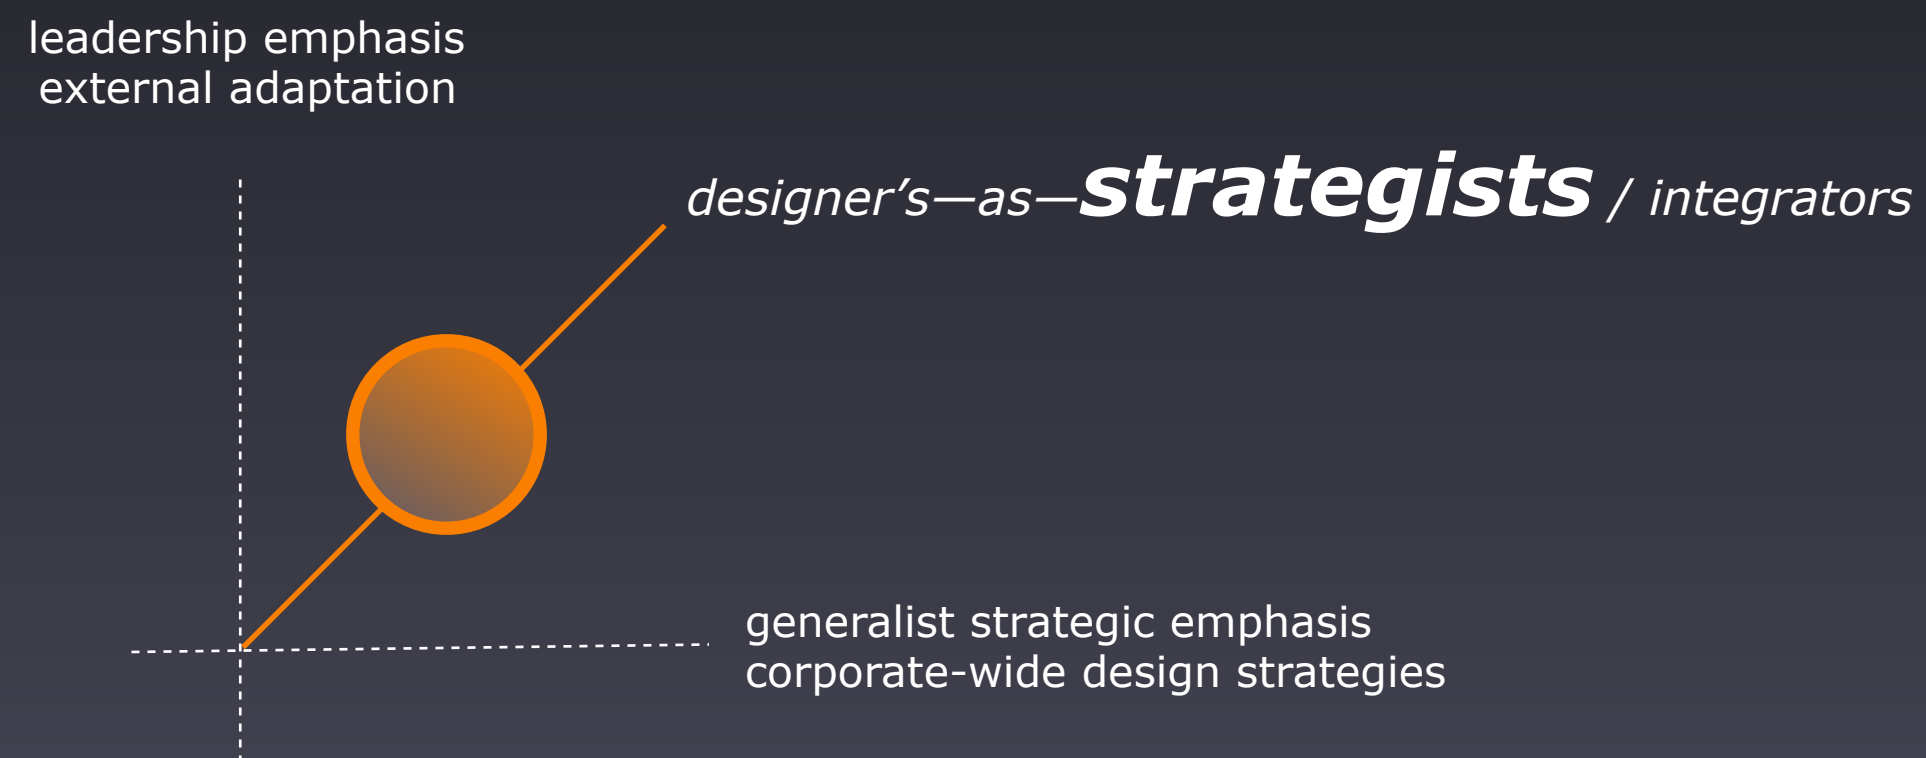 leadership emphasis
external adaptation
designer’s—as—strategists / integrators
generalist strategic emphasis
corporate-wide design strategies